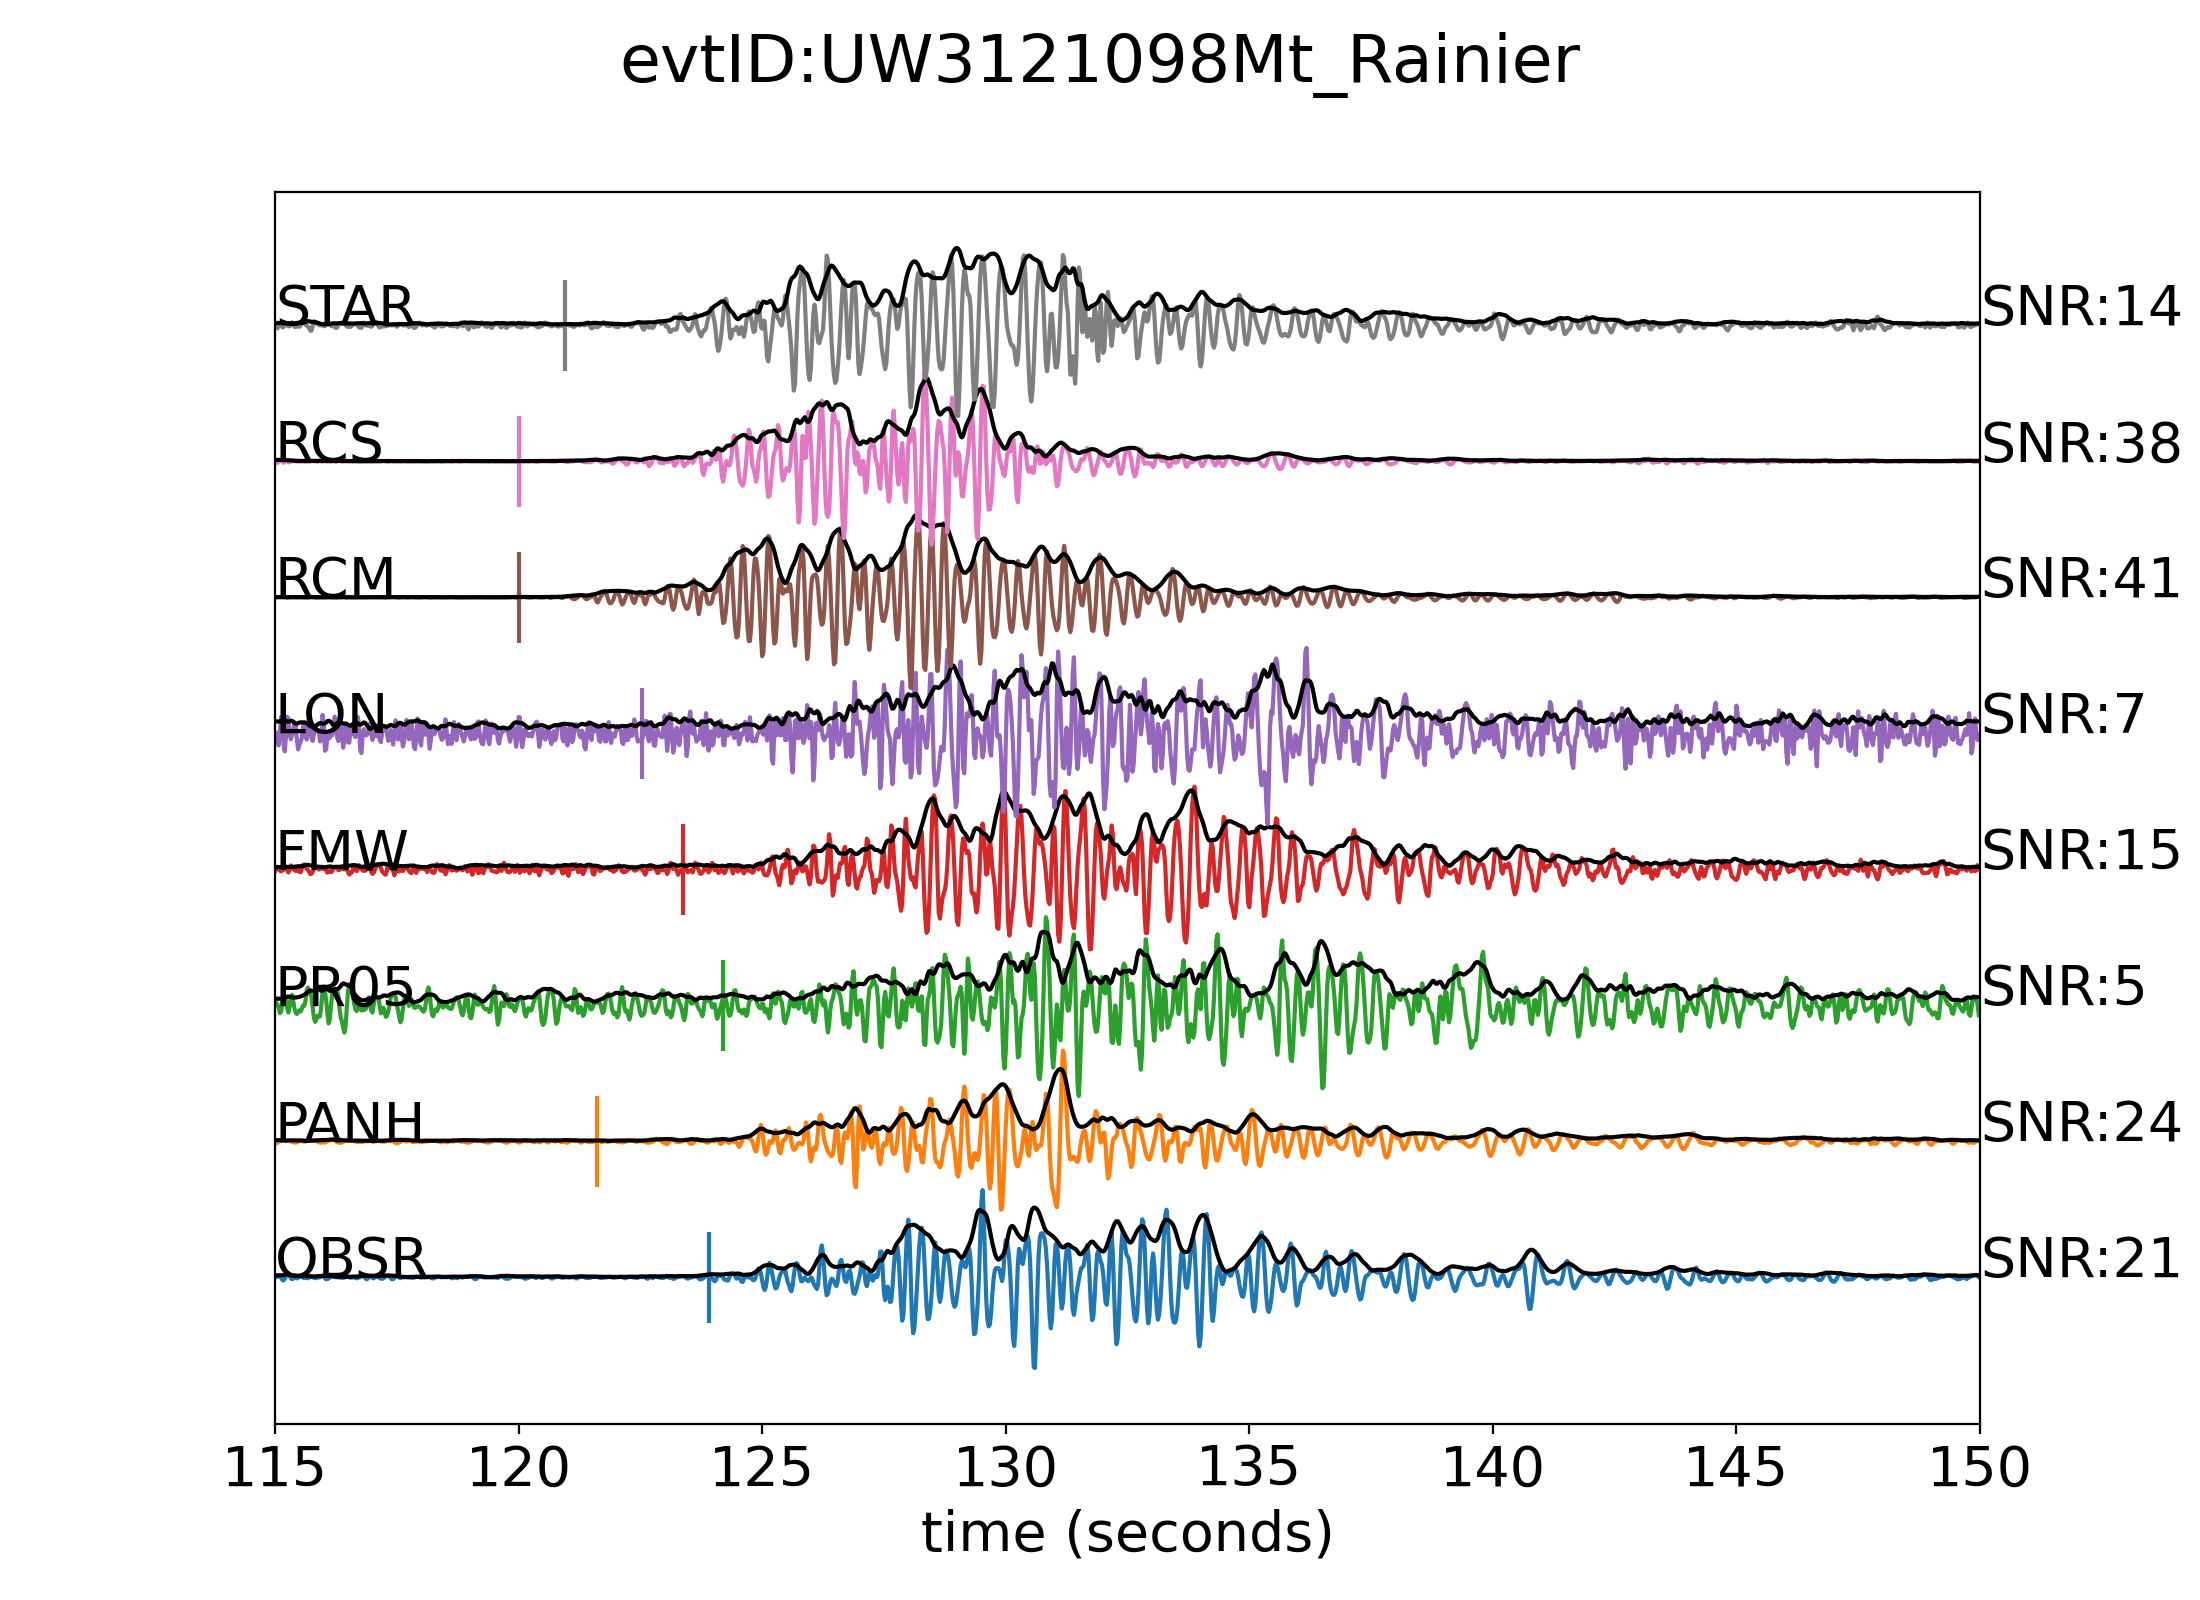 evtID:UW3121098Mt_Rainier
STAR SNR:14
RCS SNR:38
RCM SNR:41
LON SNR:7
FMW SNR:15
PR05 SNR:5
PANH SNR:24
OBSR SNR:21
115 120 125 130 135 140 145 150
time (seconds)